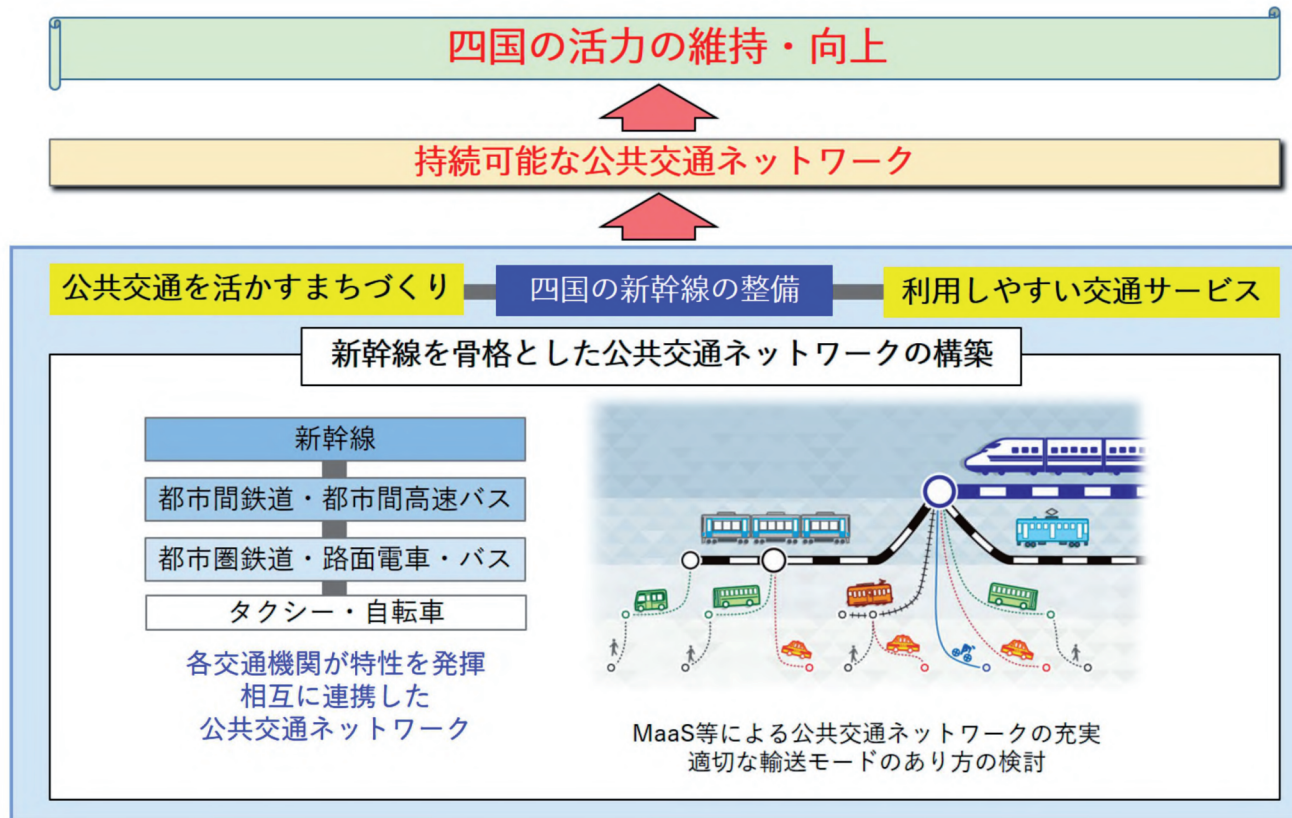 四国の活力の維持・向上
持続可能な公共交通ネットワーク
公共交通を活かすまちづくり
四国の新幹線の整備
利用しやすい交通サービス
新幹線を骨格とした公共交通ネットワークの構築
新幹線
都市間鉄道・都市間高速バス
都市圏鉄道・路面電車・バス
タクシー・自転車
各交通機関が特性を発揮
相互に連携した
公共交通ネットワーク
MaaS等による公共交通ネットワークの充実
適切な輸送モードのあり方の検討